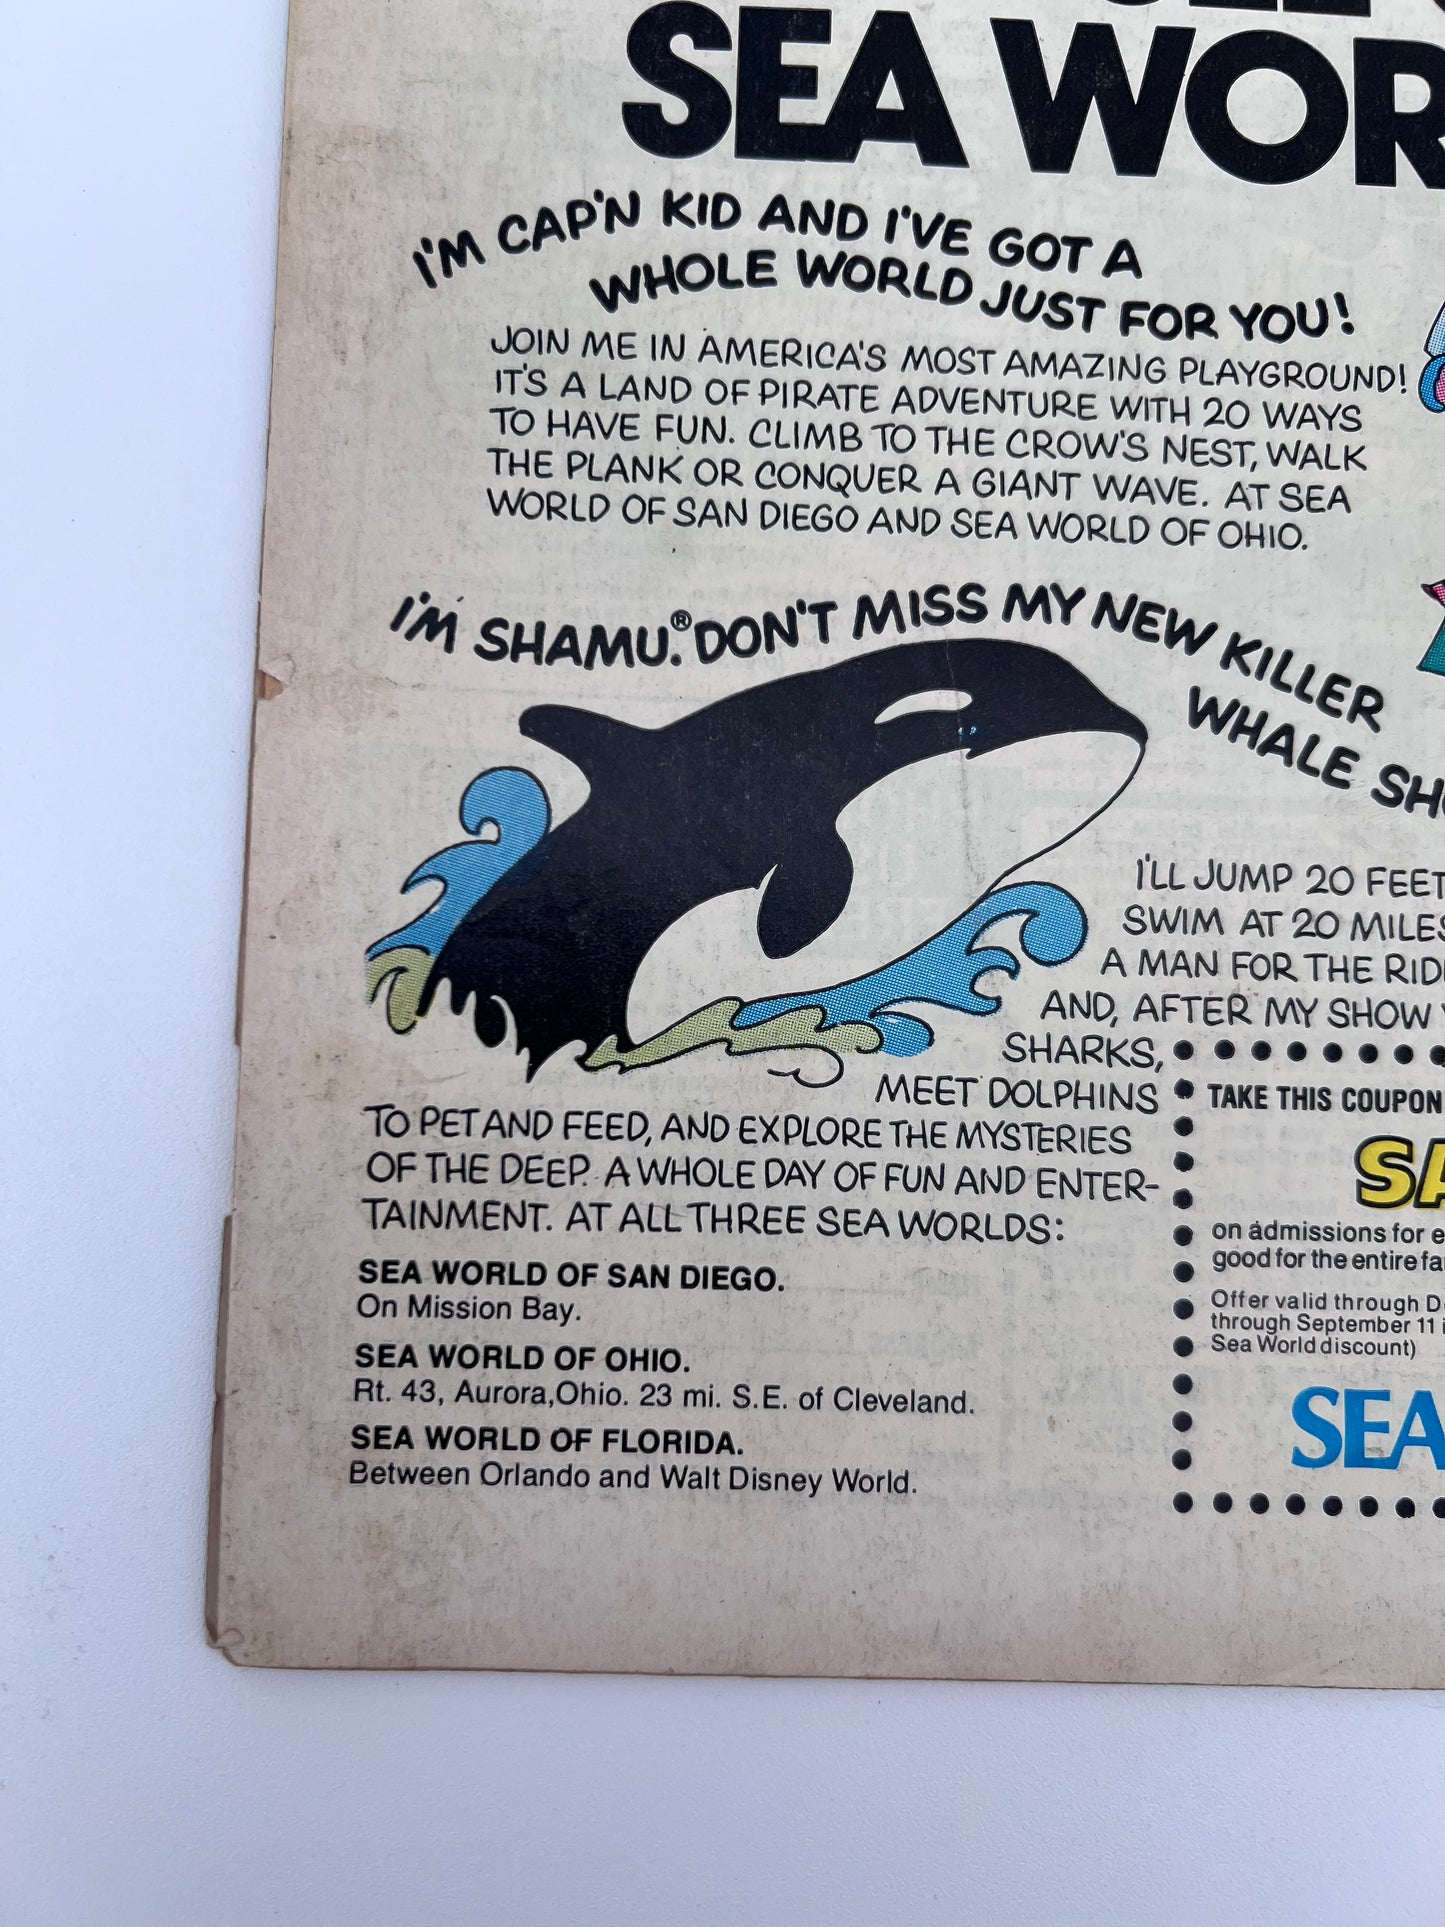 SEA WOR
I'M CAP'N KID AND I'VE GOT A
WHOLE WORLD JUST FOR YOU!
JOIN ME IN AMERICA'S MOST AMAZING PLAYGROUND!
IT'S A LAND OF PIRATE ADVENTURE WITH 20 WAYS
TO HAVE FUN. CLIMB TO THE CROW'S NEST, WALK
THE PLANK OR CONQUER A GIANT WAVE. AT SEA
WORLD OF SAN DIEGO AND SEA WORLD OF OHIO.
I'M SHAMU.® DON'T MISS MY NEW KILLER
WHALE SH
I'LL JUMP 20 FEET
SWIM AT 20 MILES
A MAN FOR THE RID
AND, AFTER MY SHOW
SHARKS,
MEET DOLPHINS
TO PET AND FEED, AND EXPLORE THE MYSTERIES
OF THE DEEP. A WHOLE DAY OF FUN AND ENTER-
TAINMENT. AT ALL THREE SEA WORLDS:
SEA WORLD OF SAN DIEGO.
On Mission Bay.
SEA WORLD OF OHIO.
Rt. 43, Aurora,Ohio. 23 mi. S.E. of Cleveland.
SEA WORLD OF FLORIDA.
Between Orlando and Walt Disney World.
TAKE THIS COUPON
SA
on admissions for e
good for the entire fa
Offer valid through D
through September 11 i
Sea World discount)
SEA